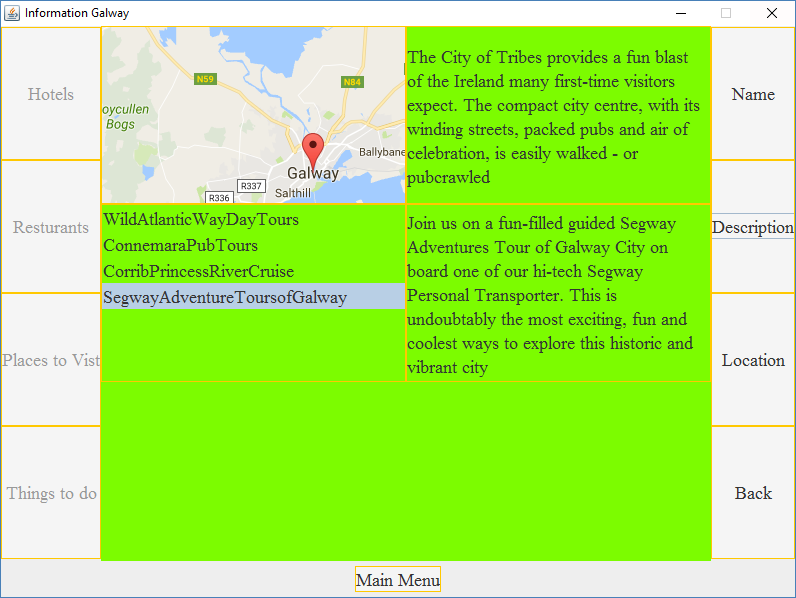 Information Galway
Hotels
Resturants
Places to Vist
Things to do
N59
N84
oycullen
Bogs
Ballybane
Galway
R337
Salthill
R336
The City of Tribes provides a fun blast
of the Ireland many first-time visitors
expect. The compact city centre, with its
winding streets, packed pubs and air of
celebration, is easily walked - or
pubcrawled
WildAtlanticWayDayTours
ConnemaraPubTours
CorribPrincessRiverCruise
SegwayAdventureToursofGalway
Join us on a fun-filled guided Segway
Adventures Tour of Galway City on
board one of our hi-tech Segway
Personal Transporter. This is
undoubtably the most exciting, fun and
coolest ways to explore this historic and
vibrant city
Name
Description
Location
Back
Main Menu